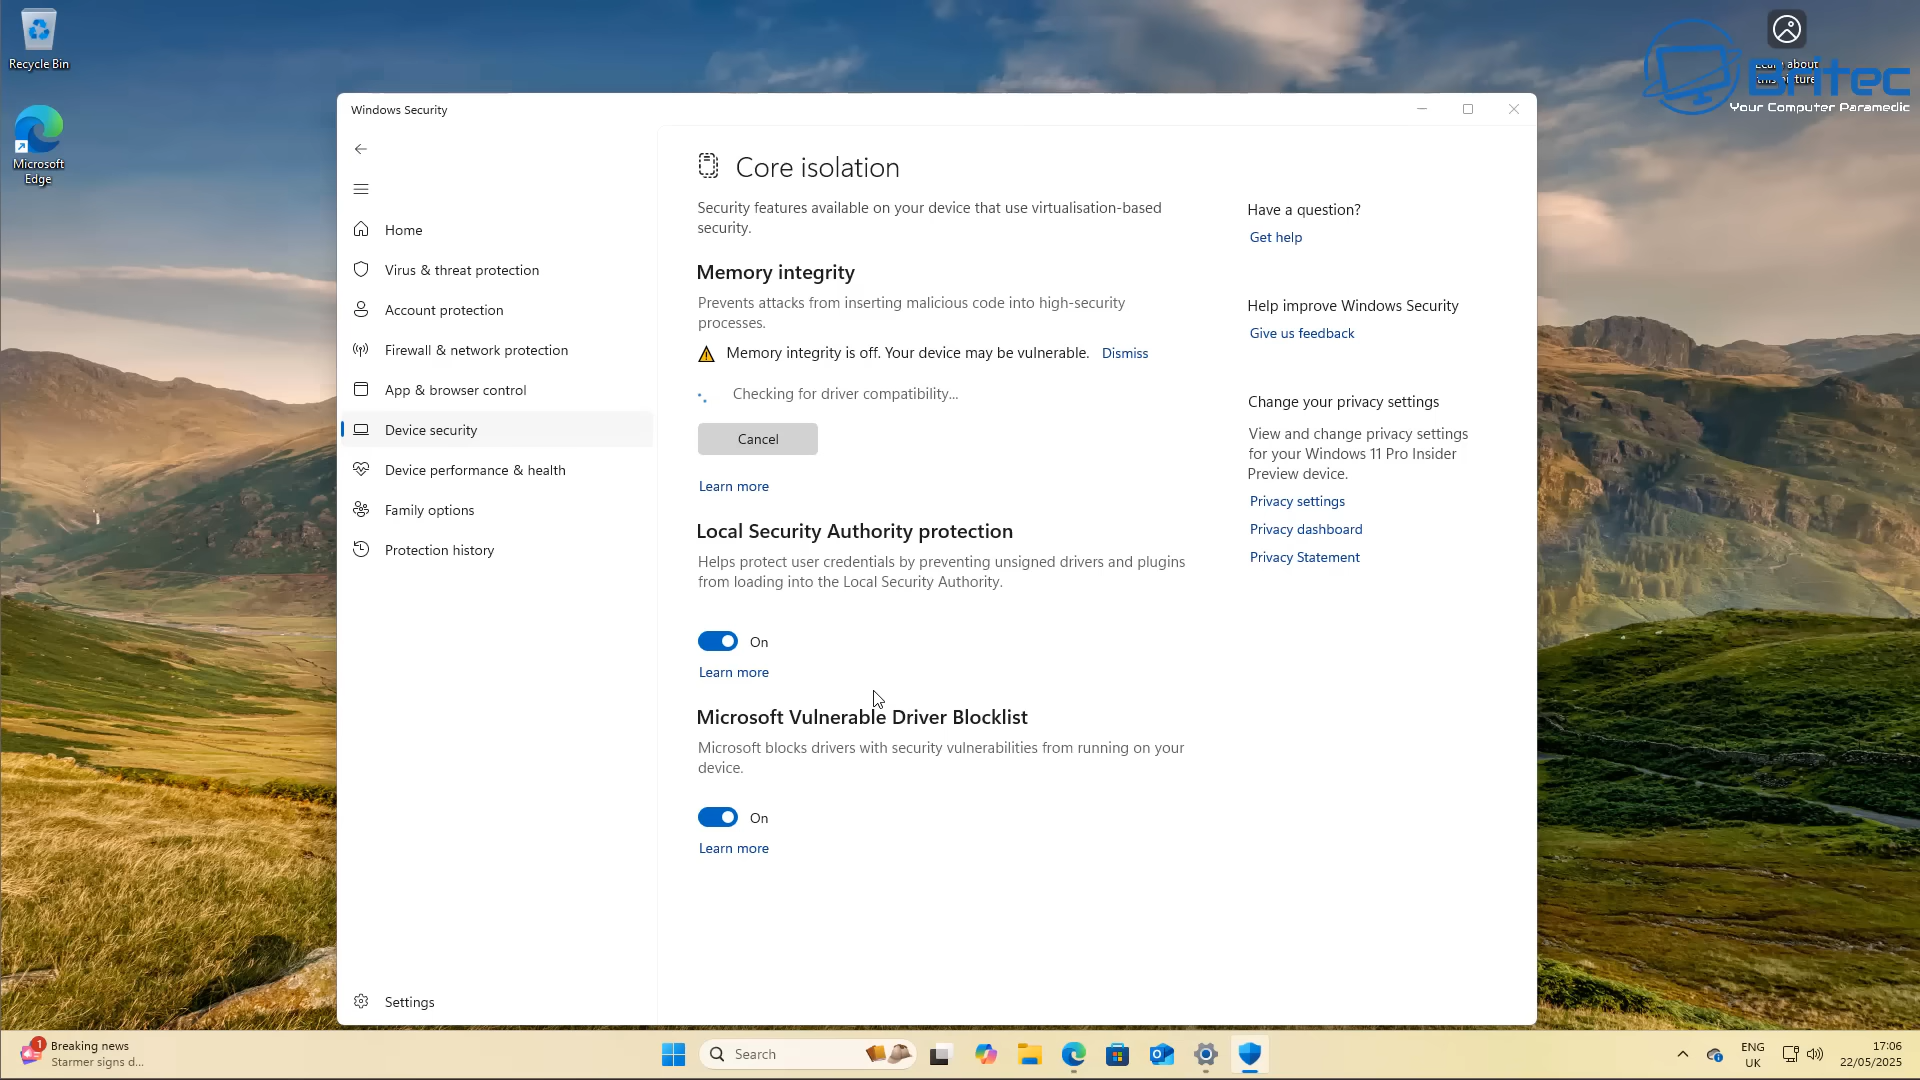 Recycle Bin
Microsoft
Edge
about
Britec
Your Computer Paramedic
Windows Security
Home
Virus & threat protection
Account protection
Firewall & network protection
App & browser control
Device security
Device performance & health
Family options
Protection history
Settings
Core isolation
Security features available on your device that use virtualisation-based
security.
Memory integrity
Prevents attacks from inserting malicious code into high-security
processes.
Memory integrity is off. Your device may be vulnerable. Dismiss
Checking for driver compatibility...
Cancel
Learn more
Local Security Authority protection
Helps protect user credentials by preventing unsigned drivers and plugins
from loading into the Local Security Authority.
On
Learn more
Microsoft Vulnerable Driver Blocklist
Microsoft blocks drivers with security vulnerabilities from running on your
device.
On
Learn more
Have a question?
Get help
Help improve Windows Security
Give us feedback
Change your privacy settings
View and change privacy settings
for your Windows 11 Pro Insider
Preview device.
Privacy settings
Privacy dashboard
Privacy Statement
1
Breaking news
Starmer signs d...
Search
ENG
UK
17:06
22/05/2025